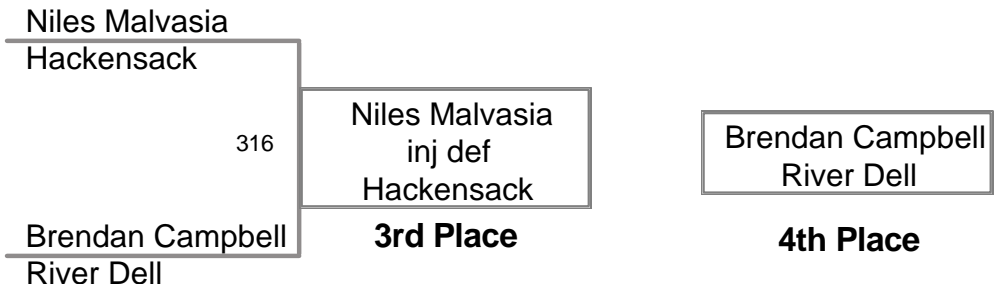 Niles Malvasia
Hackensack
316
Brendan Campbell
River Dell
Niles Malvasia
inj def
Hackensack
3rd Place
Brendan Campbell
River Dell
4th Place